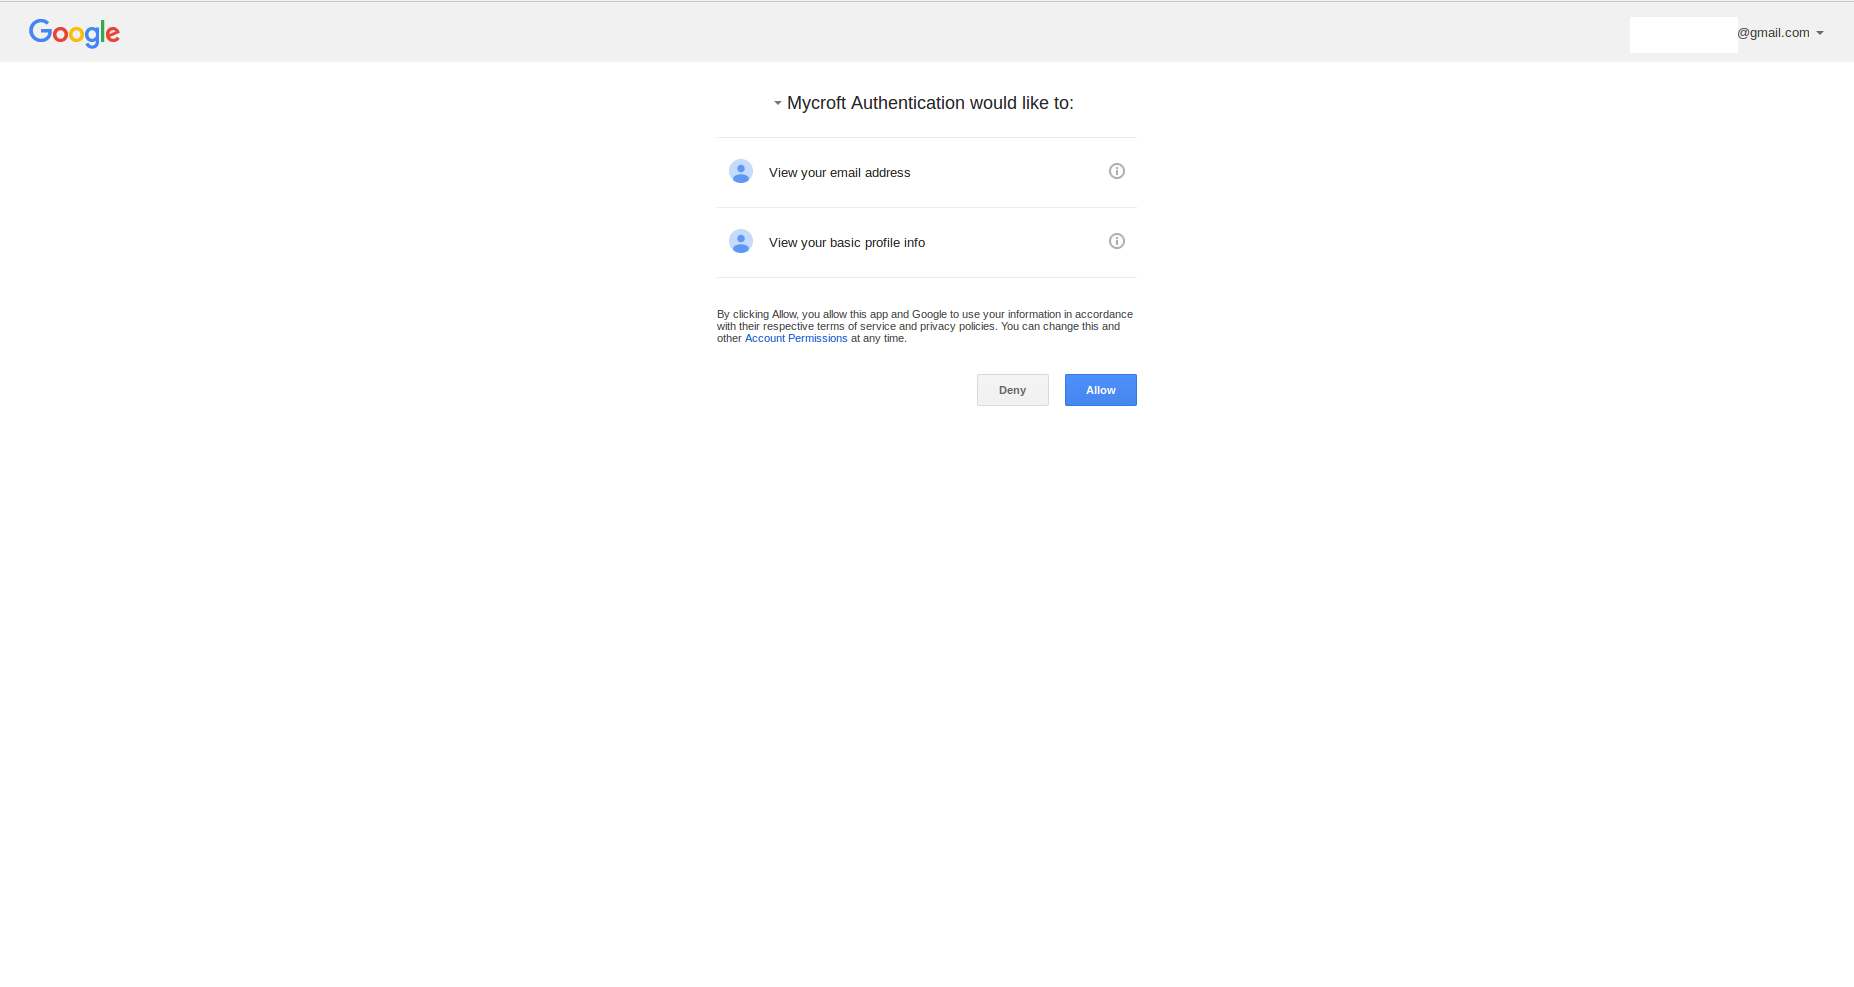 Google
@gmail.com
Mycroft Authentication would like to:
View your email address
View your basic profile info
By clicking Allow, you allow this app and Google to use your information in accordance
with their respective terms of service and privacy policies. You can change this and
other Account Permissions at any time.
Deny
Allow